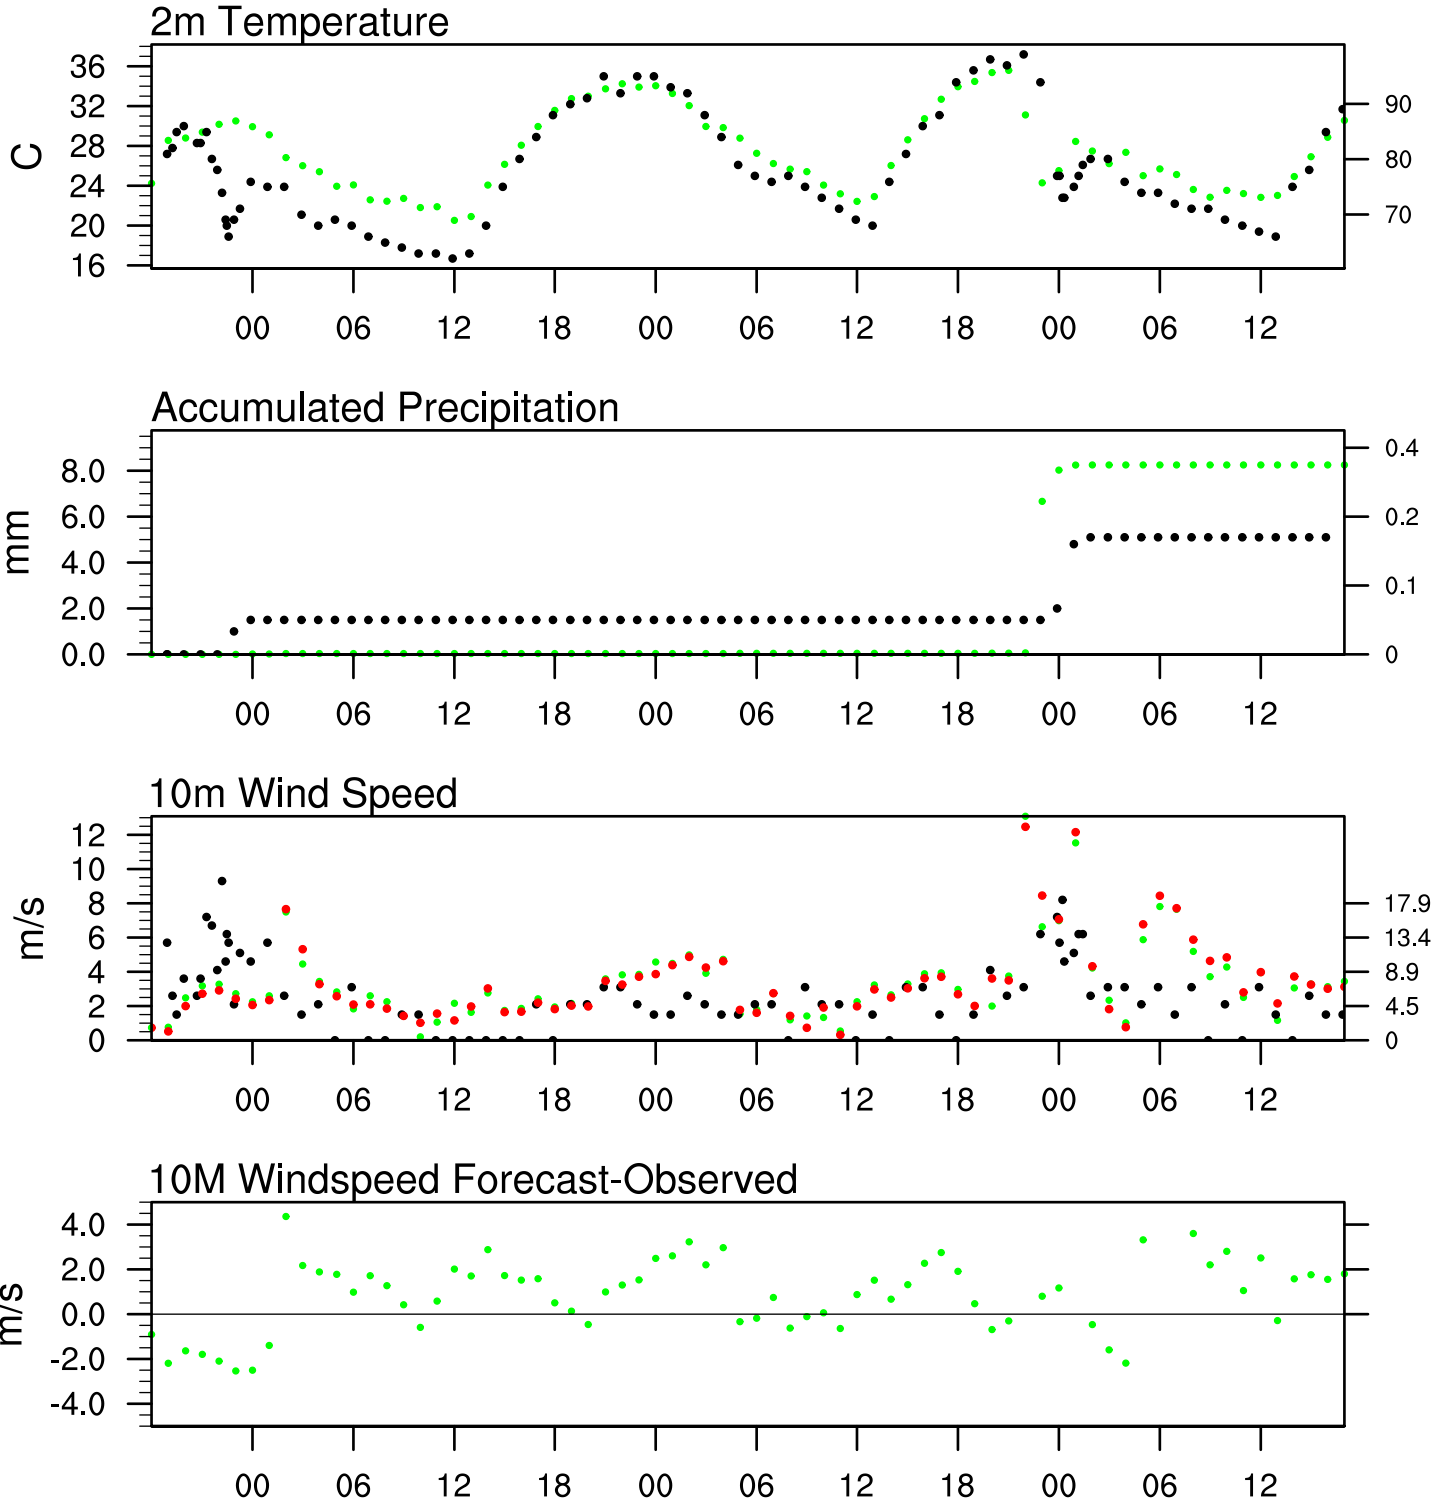 2m Temperature
C
36
32
28
24
20
16
90
80
70
00 06 12 18 00 06 12 18 00 06 12
Accumulated Precipitation
mm
8.0
6.0
4.0
2.0
0.0
0.4
0.2
0.1
0
00 06 12 18 00 06 12 18 00 06 12
10m Wind Speed
m/s
12
10
8
6
4
2
0
17.9
13.4
8.9
4.5
0
00 06 12 18 00 06 12 18 00 06 12
10M Windspeed Forecast-Observed
m/s
4.0
2.0
0.0
-2.0
-4.0
00 06 12 18 00 06 12 18 00 06 12